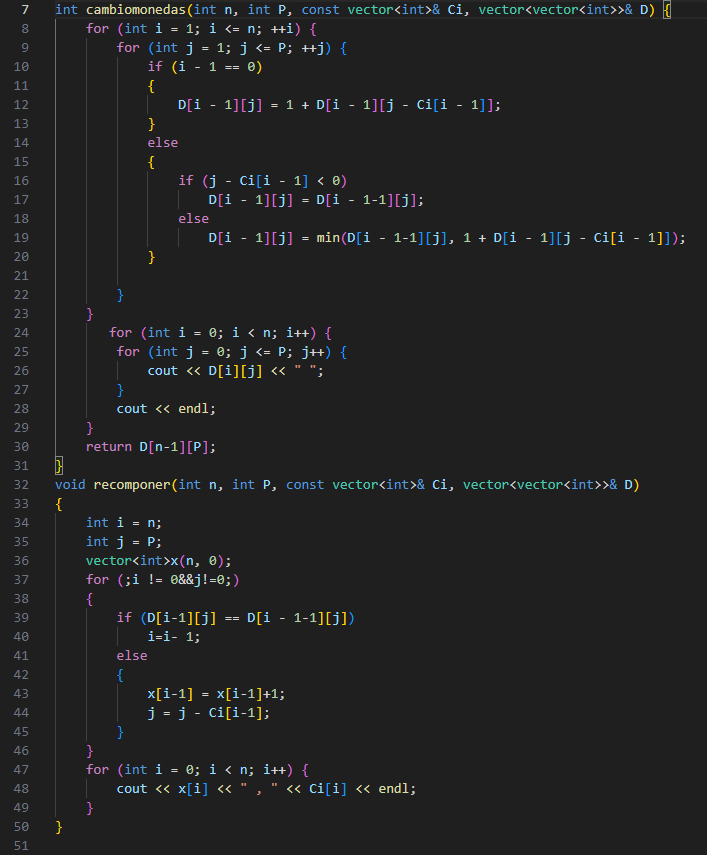 7 int cambiomonedas(int n, int P, const vector<int>& Ci, vector<vector<int>>& D) {
8     for (int i = 1; i <= n; ++i) {
9         for (int j = 1; j <= P; ++j) {
10             if (i - 1 == 0)
11             {
12                 D[i - 1][j] = 1 + D[i - 1][j - Ci[i - 1]];
13             }
14             else
15             {
16                 if (j - Ci[i - 1] < 0)
17                     D[i - 1][j] = D[i - 1-1][j];
18                 else
19                     D[i - 1][j] = min(D[i - 1-1][j], 1 + D[i - 1][j - Ci[i - 1]]);
20             }
21
22         }
23     }
24        for (int i = 0; i < n; i++) {
25         for (int j = 0; j <= P; j++) {
26             cout << D[i][j] << " ";
27         }
28         cout << endl;
29     }
30     return D[n-1][P];
31 }
32 void recomponer(int n, int P, const vector<int>& Ci, vector<vector<int>>& D)
33 {
34     int i = n;
35     int j = P;
36     vector<int>x(n, 0);
37     for (;i != 0&&j!=0;)
38     {
39         if (D[i-1][j] == D[i - 1-1][j])
40             i=i- 1;
41         else
42         {
43             x[i-1] = x[i-1]+1;
44             j = j - Ci[i-1];
45         }
46     }
47     for (int i = 0; i < n; i++) {
48         cout << x[i] << " , " << Ci[i] << endl;
49     }
50 }
51